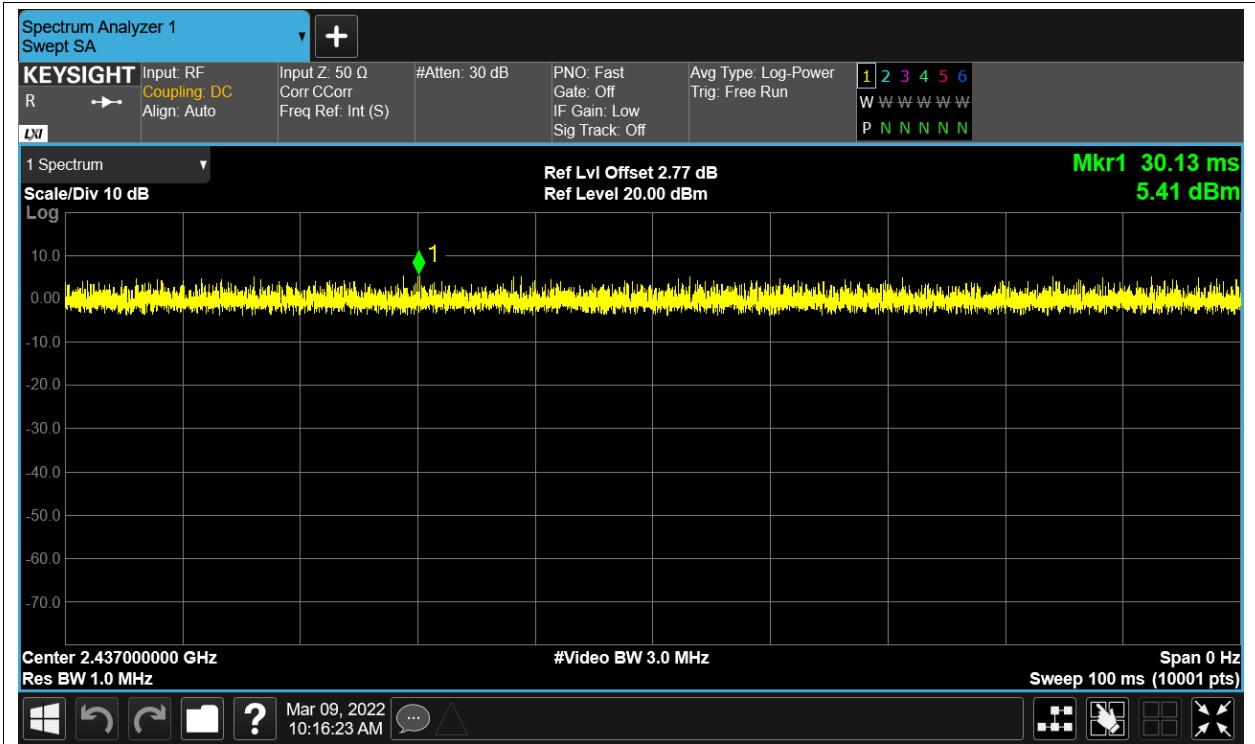 Spectrum Analyzer 1
Swept SA
+
KEYSIGHT
R
LXI
Input: RF
Coupling: DC
Align: Auto
Input Z: 50 Ω
Corr CCorr
Freq Ref: Int (S)
#Atten: 30 dB
PNO: Fast
Gate: Off
IF Gain: Low
Sig Track: Off
Avg Type: Log-Power
Trig: Free Run
1 2 3 4 5 6
W W W W W W
P N N N N N
1 Spectrum
Scale/Div 10 dB
Ref Lvl Offset 2.77 dB
Ref Level 20.00 dBm
Mkr1 30.13 ms
5.41 dBm
Log
1
10.0
0.00
-10.0
-20.0
-30.0
-40.0
-50.0
-60.0
-70.0
Center 2.437000000 GHz
#Video BW 3.0 MHz
Span 0 Hz
Res BW 1.0 MHz
Sweep 100 ms (10001 pts)
?
Mar 09, 2022
10:16:23 AM